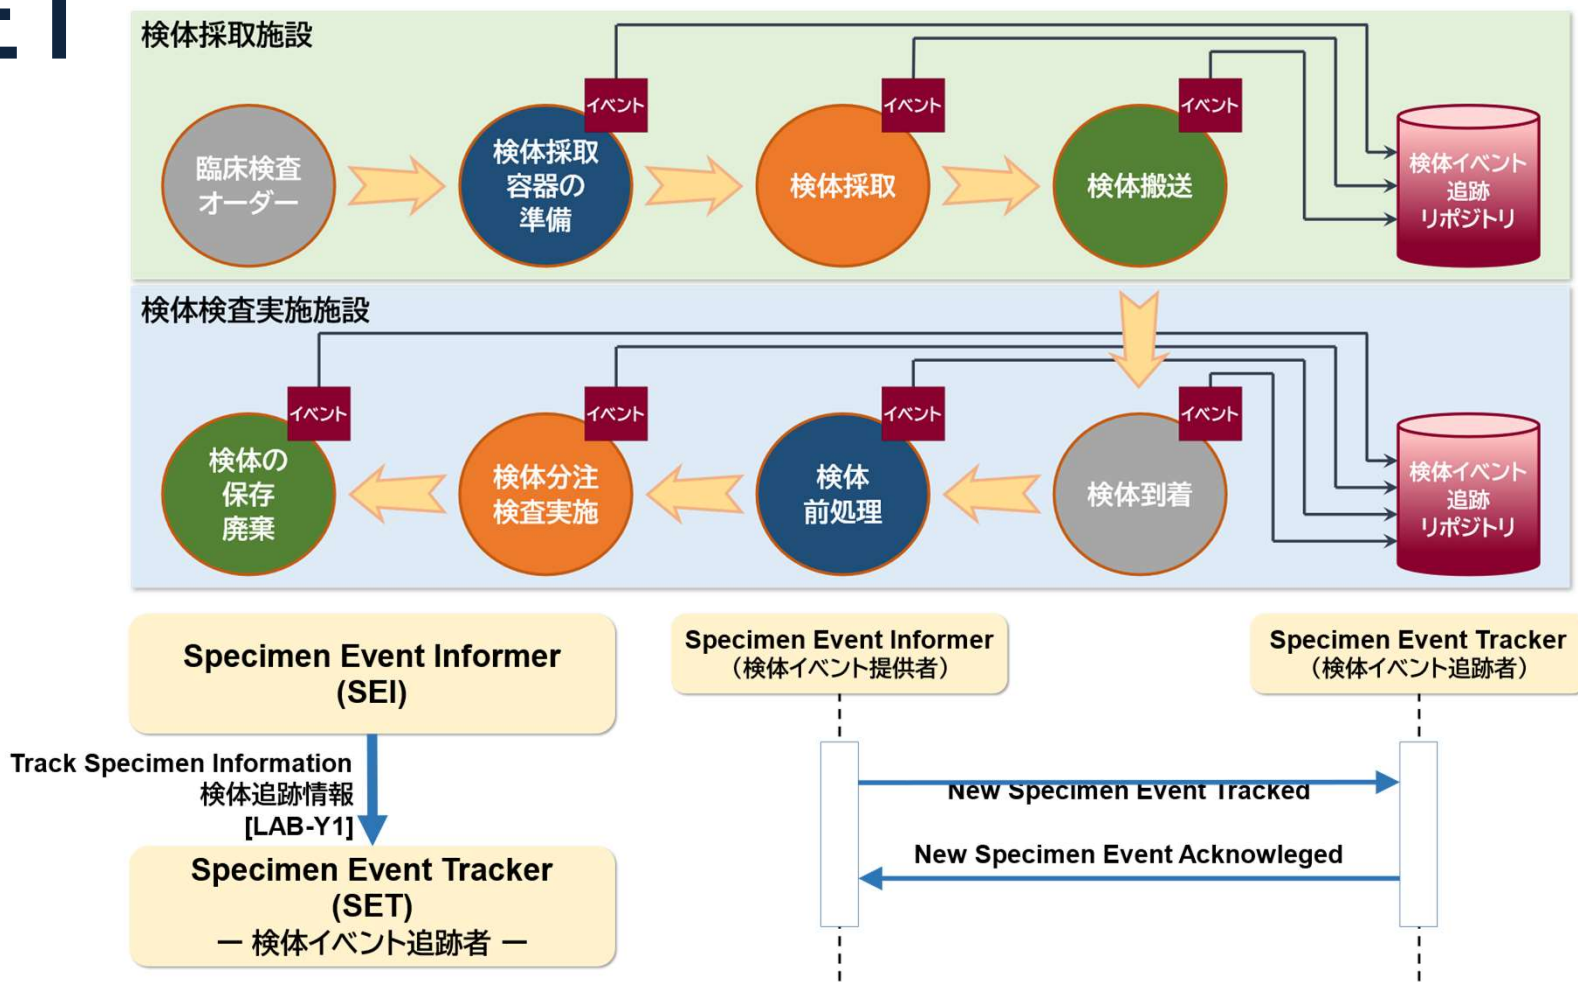 ET
検体採取施設
イベント
イベント
イベント
臨床検査
オーダー
検体採取
容器の
準備
検体採取
検体搬送
検体イベント
追跡
リポジトリ
検体検査実施施設
イベント
イベント
イベント
イベント
検体の
保存
廃棄
検体分注
検査実施
検体
前処理
検体到着
検体イベント
追跡
リポジトリ
Specimen Event Informer
(SEI)
Track Specimen Information
検体追跡情報
[LAB-Y1]
Specimen Event Tracker
(SET)
ー 検体イベント追跡者 ー
Specimen Event Informer
（検体イベント提供者）
Specimen Event Tracker
（検体イベント追跡者）
New Specimen Event Tracked
New Specimen Event Acknowleged